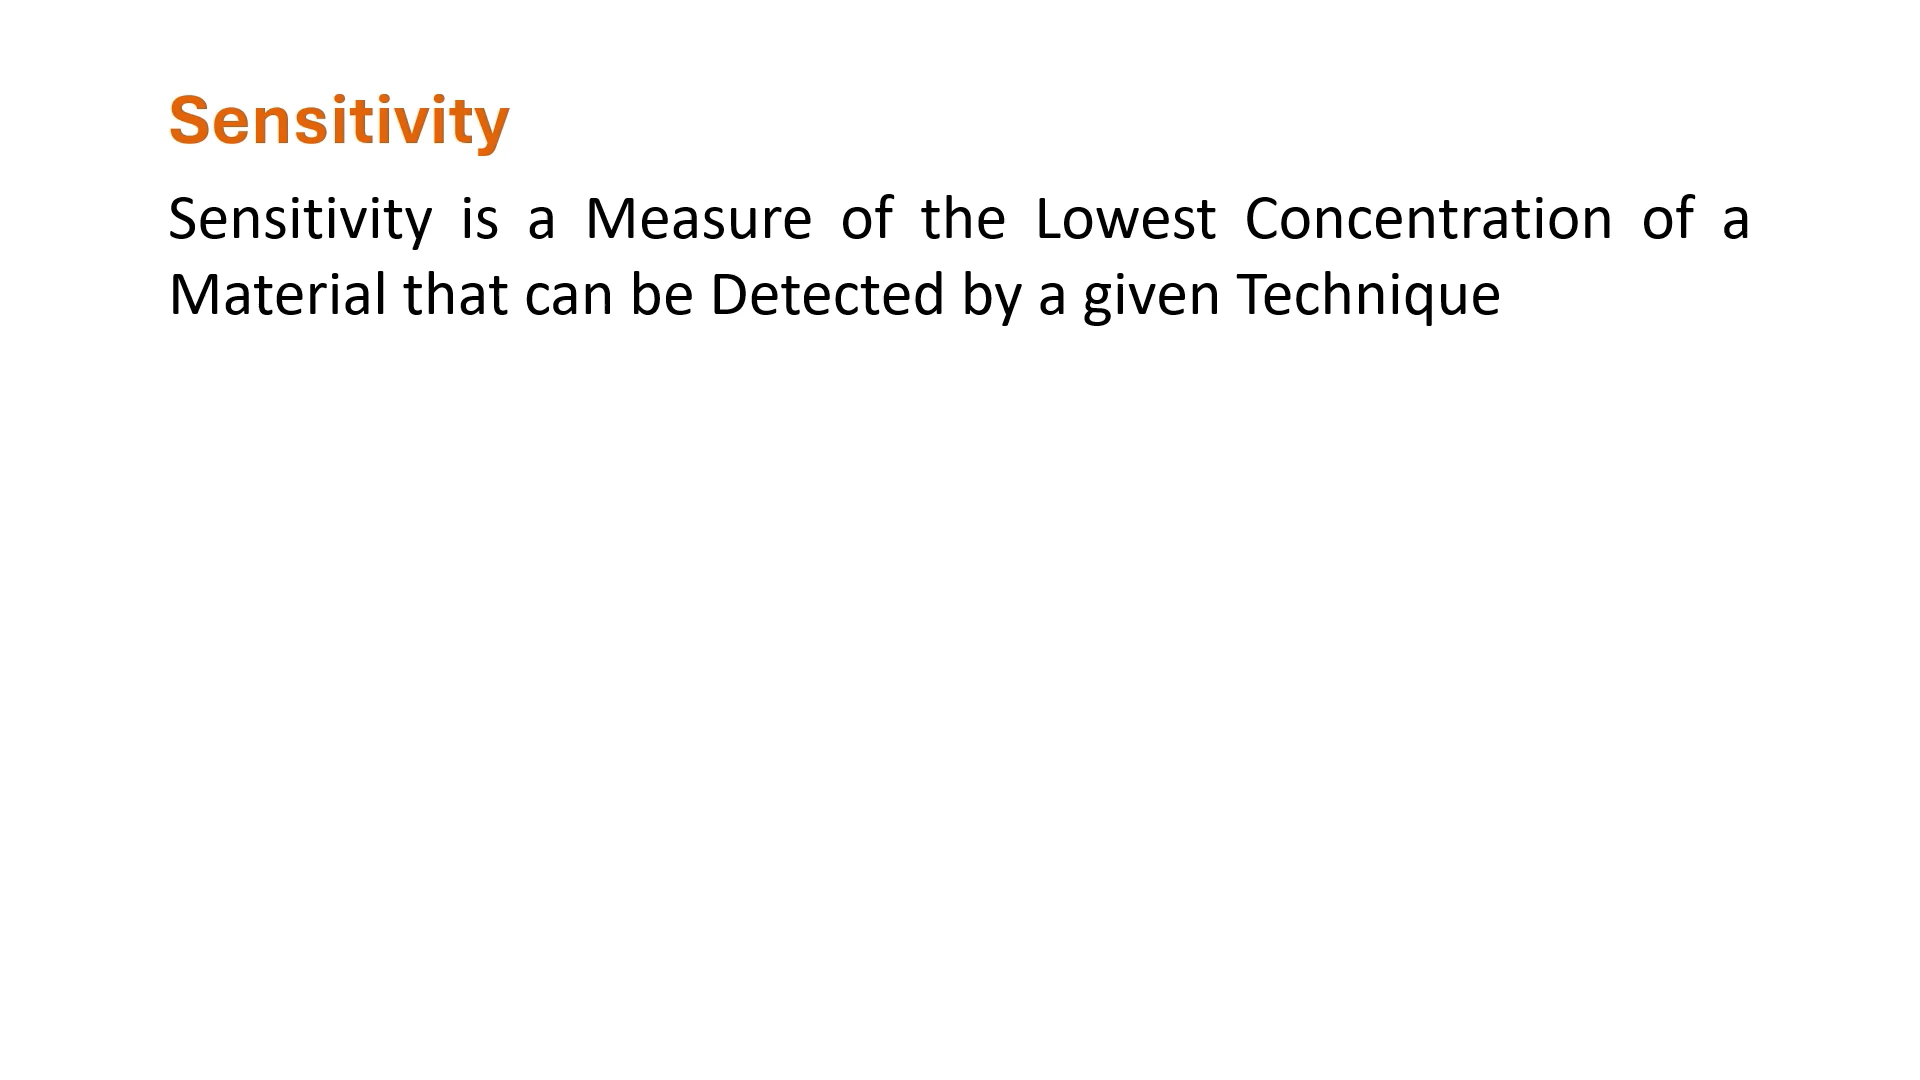 Sensitivity
Sensitivity is a Measure of the Lowest Concentration of a
Material that can be Detected by a given Technique